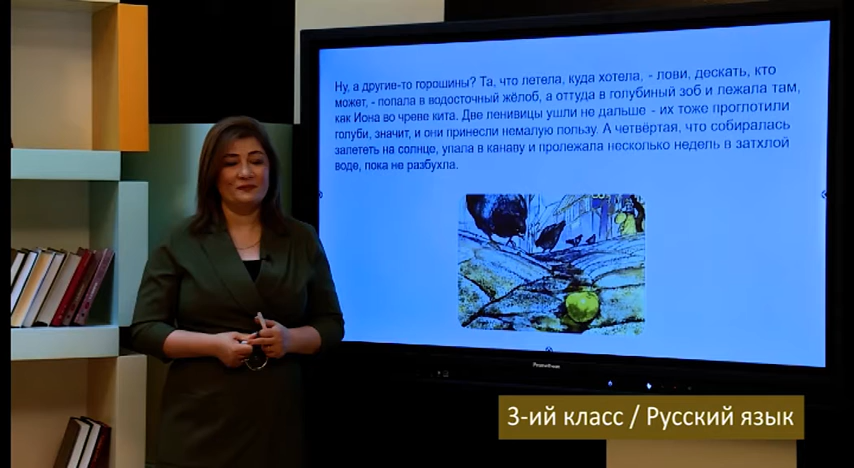 Ну, а другие-то горошины? Та, что летела, куда хотела, - лови, дескать, кто
может, - попала в водосточный жёлоб, а оттуда в голубиный зоб и лежала там,
как Иона во чреве кита. Две ленивицы ушли не дальше - их тоже проглотили
голуби, значит, и они принесли немалую пользу. А четвёртая, что собиралась
залететь на солнце, упала в канаву и пролежала несколько недель в затхлой
воде, пока не разбухла.
Promethean
3-ий класс / Русский язык